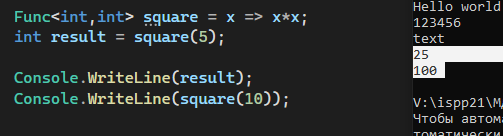 Func<int,int> square = x => x*x;
int result = square(5);
Console.WriteLine(result);
Console.WriteLine(square(10));
Hello world
123456
text
25
100
V:\ispp21\М
Чтобы автома
томатически